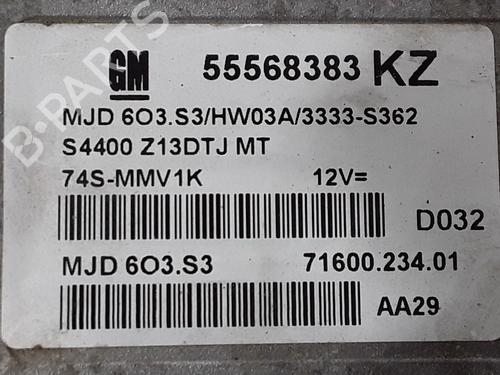 GM 55568383 KZ
MJD 6O3.S3/HW03A/3333-S362
S4400 Z13DTJ MT
74S-MMV1K 12V=
D032
MJD 6O3.S3 71600.234.01
AA29
B-PARTS